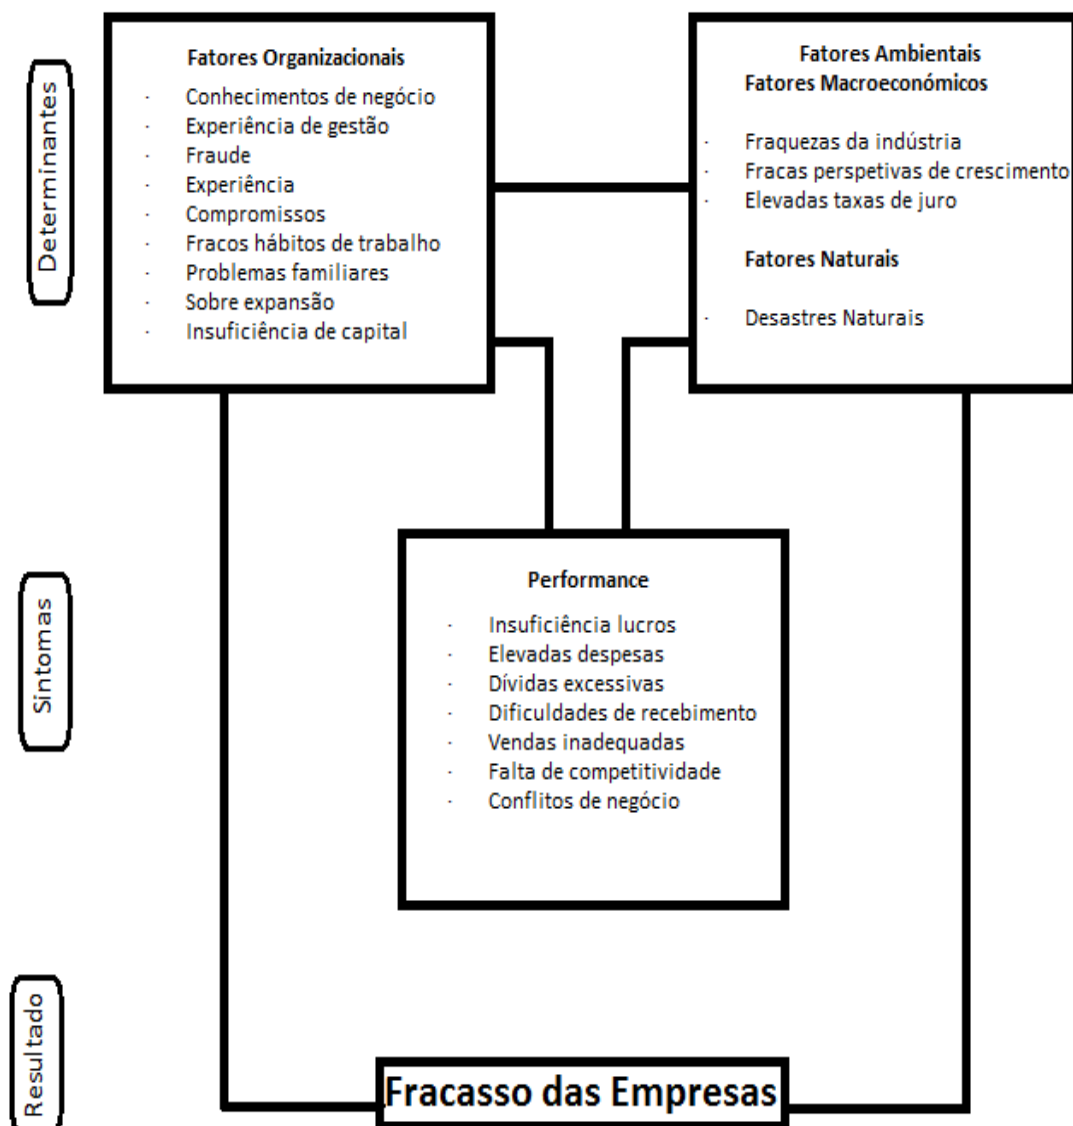 Determinantes
Fatores Organizacionais
· Conhecimentos de negócio
· Experiência de gestão
· Fraude
· Experiência
· Compromissos
· Fracos hábitos de trabalho
· Problemas familiares
· Sobre expansão
· Insuficiência de capital
Fatores Ambientais
Fatores Macroeconómicos
· Fraquezas da indústria
· Fracas perspetivas de crescimento
· Elevadas taxas de juro
Fatores Naturais
· Desastres Naturais
Sintomas
Performance
· Insuficiência lucros
· Elevadas despesas
· Dívidas excessivas
· Dificuldades de recebimento
· Vendas inadequadas
· Falta de competitividade
· Conflitos de negócio
Resultado
Fracasso das Empresas